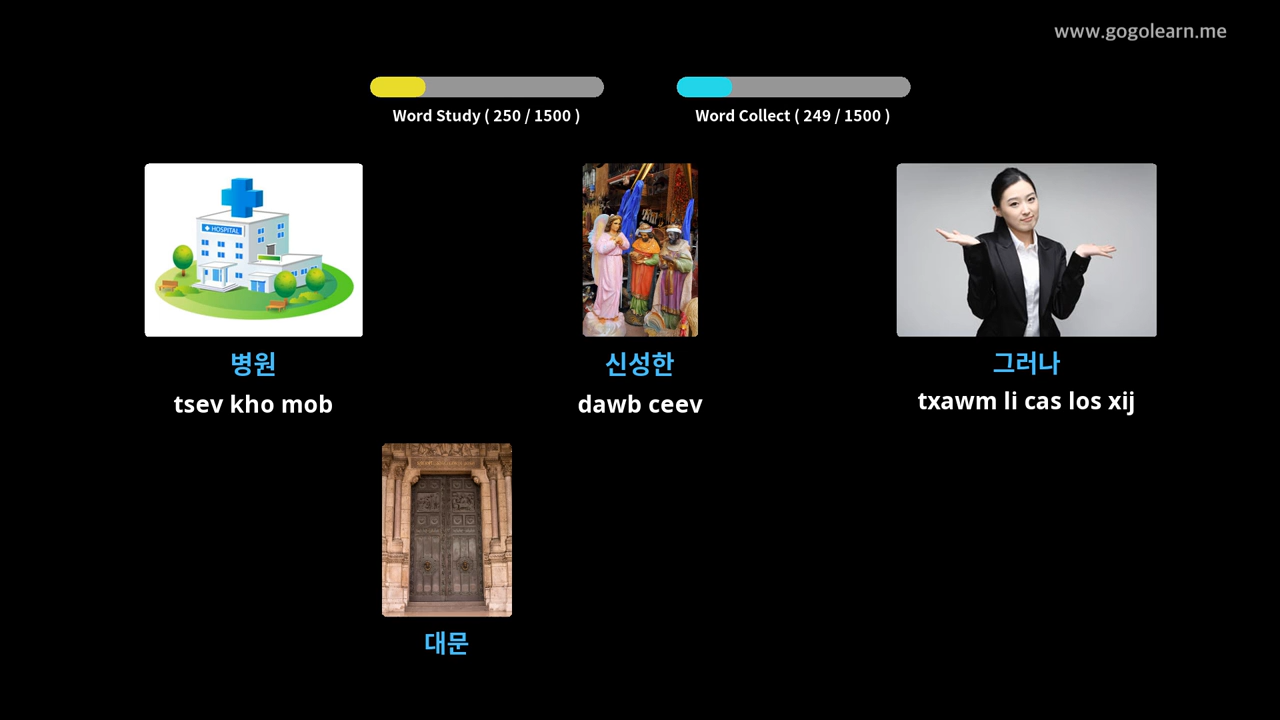 www.gogolearn.me
Word Study ( 250 / 1500 )
Word Collect ( 249 / 1500 )
HOSPITAL
병원
신성한
그러나
tsev kho mob
dawb ceev
txawm li cas los xij
대문